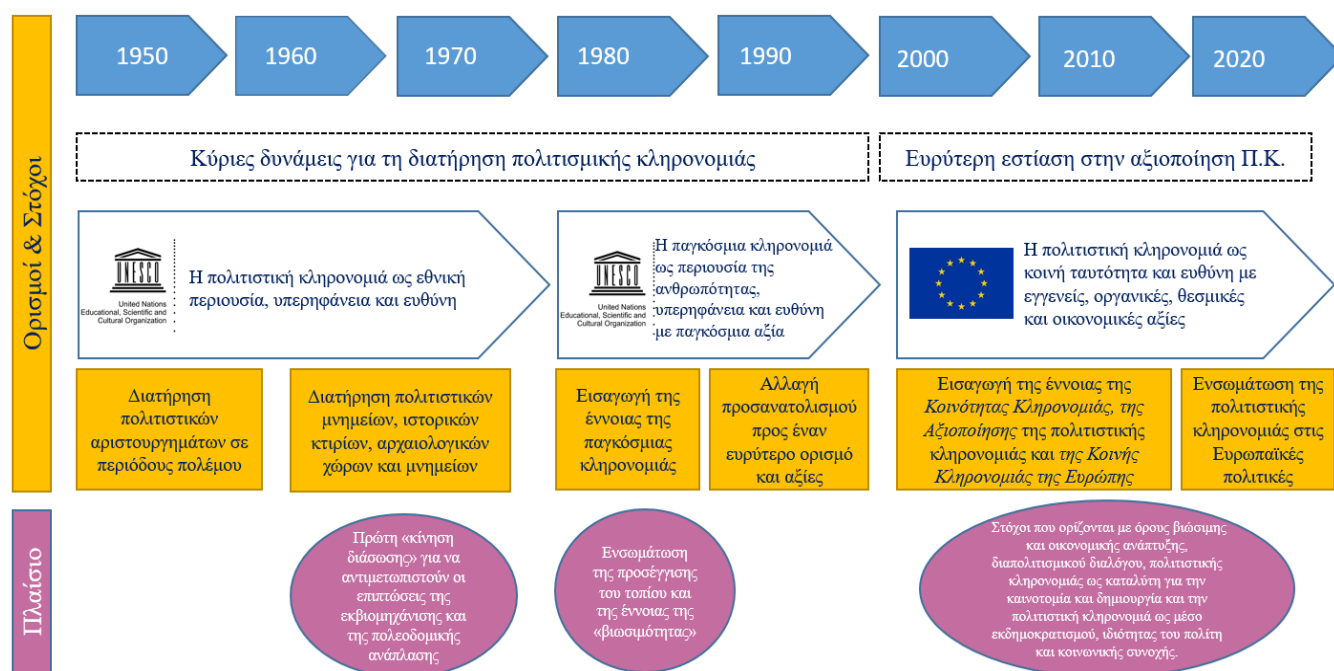 1950
1960
1970
1980
1990
2000
2010
2020
Ορισμοί & Στόχοι
Κύριες δυνάμεις για τη διατήρηση πολιτισμικής κληρονομιάς
Ευρύτερη εστίαση στην αξιοποίηση Π.Κ.
UNESCO
United Nations
Educational, Scientific and
Cultural Organization
Η πολιτιστική κληρονομιά ως εθνική
περιουσία, υπερηφάνεια και ευθύνη
UNESCO
United Nations
Educational, Scientific and
Cultural Organization
Η παγκόσμια κληρονομιά
ως περιουσία της
ανθρωπότητας,
υπερηφάνεια και ευθύνη
με παγκόσμια αξία
Η πολιτιστική κληρονομιά ως
κοινή ταυτότητα και ευθύνη με
εγγενείς, οργανικές, θεσμικές
και οικονομικές αξίες
Διατήρηση
πολιτιστικών
αριστουργημάτων σε
περιόδους πολέμου
Διατήρηση πολιτιστικών
μνημείων, ιστορικών
κτιρίων, αρχαιολογικών
χώρων και μνημείων
Εισαγωγή της
έννοιας της
παγκόσμιας
κληρονομιάς
Αλλαγή
προσανατολισμού
προς έναν
ευρύτερο ορισμό
και αξίες
Εισαγωγή της έννοιας της
Κοινότητας Κληρονομιάς, της
Αξιοποίησης της πολιτιστικής
κληρονομιάς και της Κοινής
Κληρονομιάς της Ευρώπης
Ενσωμάτωση της
πολιτιστικής
κληρονομιάς στις
Ευρωπαϊκές
πολιτικές
Πλαίσιο
Πρώτη «κίνηση
διάσωσης» για να
αντιμετωπιστούν οι
επιπτώσεις της
εκβιομηχάνισης και
της πολεοδομικής
ανάπλασης
Ενσωμάτωση
της προσέγγισης
του τοπίου και
της έννοιας της
«βιωσιμότητας»
Στόχοι που ορίζονται με όρους βιώσιμης
και οικονομικής ανάπτυξης,
διαπολιτισμικού διαλόγου, πολιτιστικής
κληρονομιάς ως καταλύτη για την
καινοτομία και δημιουργία και την
πολιτιστική κληρονομιά ως μέσο
εκδημοκρατισμού, ιδιότητας του πολίτη
και κοινωνικής συνοχής.